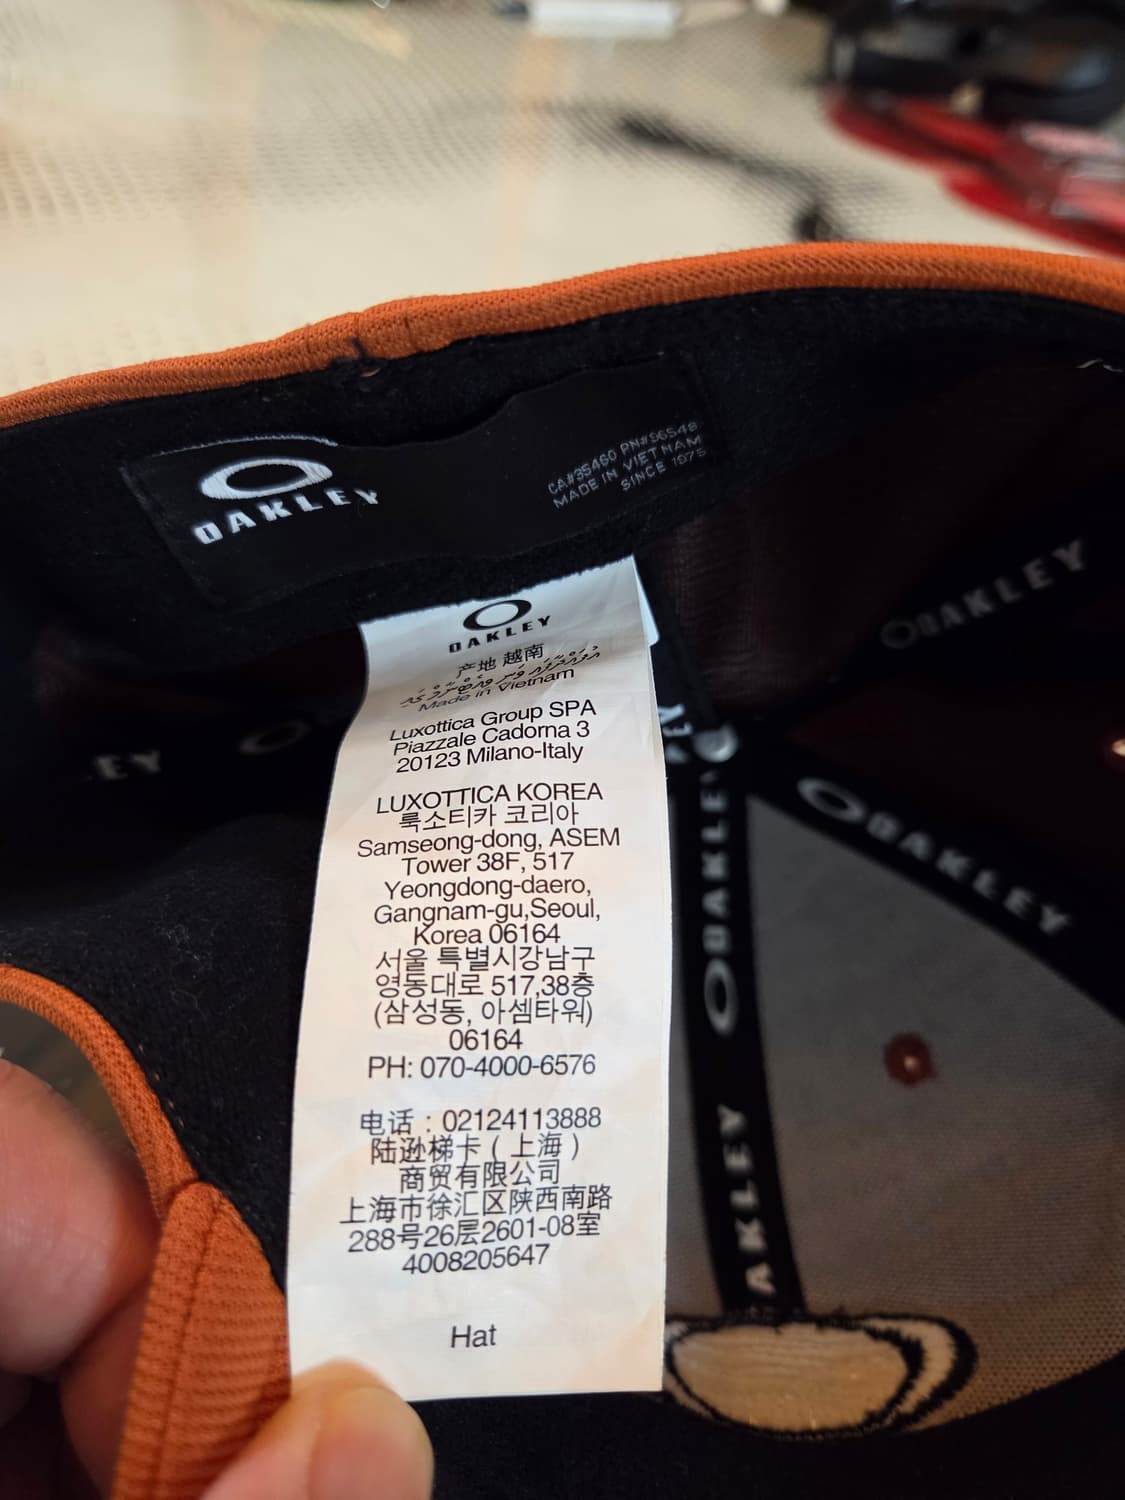 OAKLEY
CA#35460 PN#96548
MADE IN VIETNAM
SINCE 1975
OAKLEY
产地 越南
Made in Vietnam
Luxottica Group SPA
Piazzale Cadorna 3
20123 Milano-Italy
LUXOTTICA KOREA
룩소티카 코리아
Samseong-dong, ASEM
Tower 38F, 517
Yeongdong-daero,
Gangnam-gu,Seoul,
Korea 06164
서울 특별시강남구
영동대로 517,38층
(삼성동, 아셈타워)
06164
PH: 070-4000-6576
电话：02124113888
陆逊梯卡（上海）
商贸有限公司
上海市徐汇区陕西南路
288号26层2601-08室
4008205647
Hat
OAKLEY
OAKLEY
OAKLEY
OAKLEY